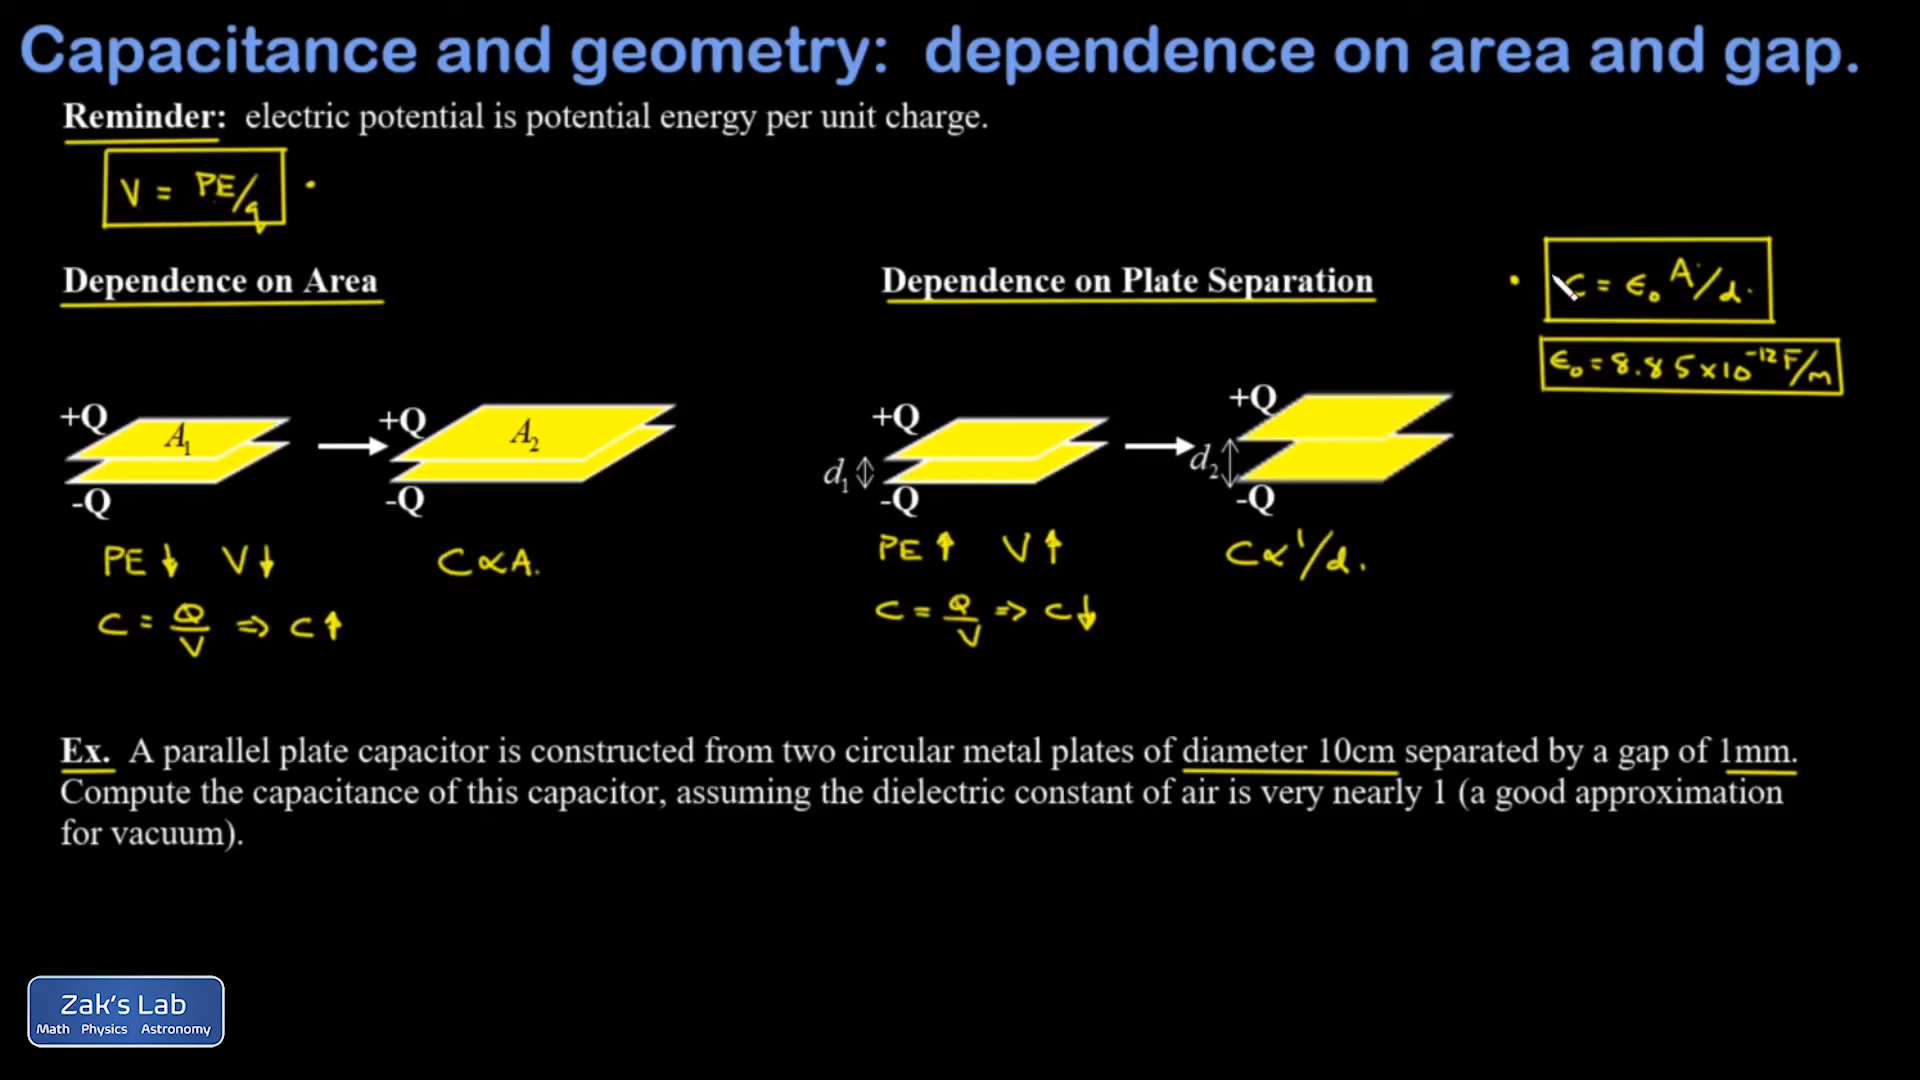 Capacitance and geometry: dependence on area and gap.
Reminder: electric potential is potential energy per unit charge.
V = PE/q
Dependence on Area
Dependence on Plate Separation
C = ϵ₀ A/d.
ϵ₀ = 8.85×10⁻¹² F/m
+Q A₁ +Q A₂
-Q -Q
PE↓ V↓ C∝A.
C = Q/V ⇒ C↑
+Q +Q
d₁ d₂
-Q -Q
PE↑ V↑ C∝1/d.
C = Q/V ⇒ C↓
Ex. A parallel plate capacitor is constructed from two circular metal plates of diameter 10cm separated by a gap of 1mm.
Compute the capacitance of this capacitor, assuming the dielectric constant of air is very nearly 1 (a good approximation
for vacuum).
Zak's Lab
Math Physics Astronomy